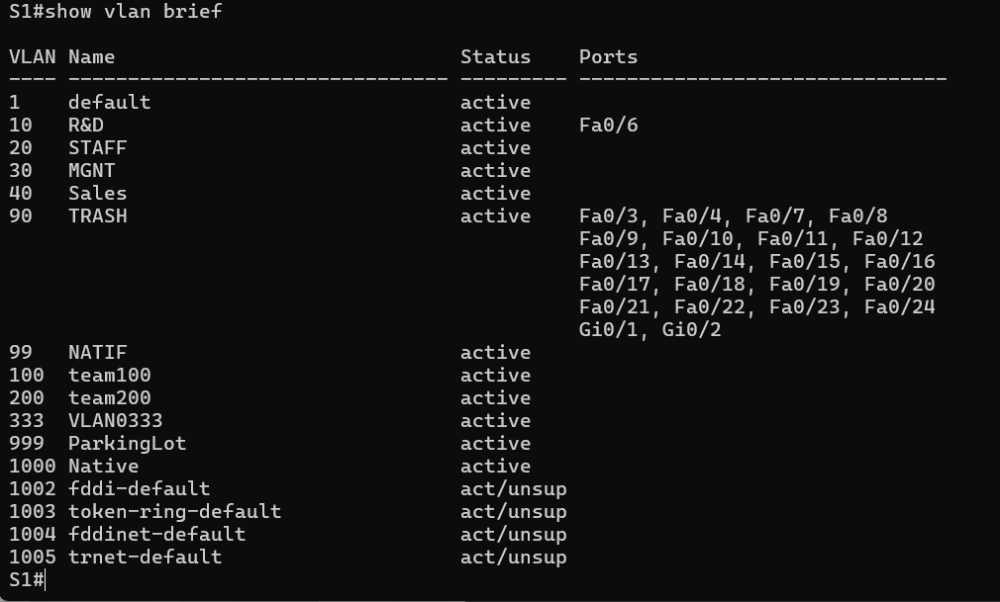 S1#show vlan brief

VLAN Name                             Status    Ports
---- -------------------------------- --------- -------------------------------
1    default                          active
10   R&D                              active    Fa0/6
20   STAFF                            active
30   MGNT                             active
40   Sales                            active
90   TRASH                            active    Fa0/3, Fa0/4, Fa0/7, Fa0/8
                                                Fa0/9, Fa0/10, Fa0/11, Fa0/12
                                                Fa0/13, Fa0/14, Fa0/15, Fa0/16
                                                Fa0/17, Fa0/18, Fa0/19, Fa0/20
                                                Fa0/21, Fa0/22, Fa0/23, Fa0/24
                                                Gi0/1, Gi0/2
99   NATIF                            active
100  team100                          active
200  team200                          active
333  VLAN0333                         active
999  ParkingLot                       active
1000 Native                           active
1002 fddi-default                     act/unsup
1003 token-ring-default               act/unsup
1004 fddinet-default                  act/unsup
1005 trnet-default                    act/unsup
S1#